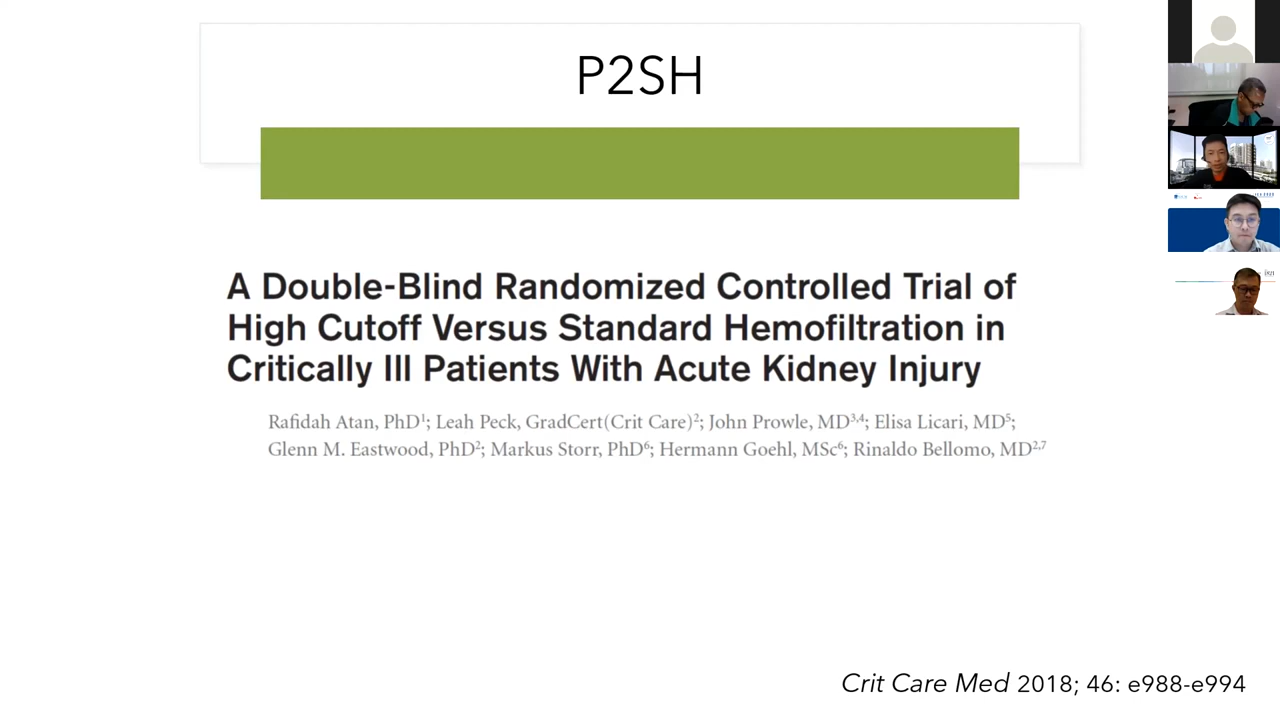 P2SH
A Double-Blind Randomized Controlled Trial of
High Cutoff Versus Standard Hemofiltration in
Critically Ill Patients With Acute Kidney Injury
Rafidah Atan, PhD¹; Leah Peck, GradCert(Crit Care)²; John Prowle, MD³,⁴; Elisa Licari, MD⁵;
Glenn M. Eastwood, PhD²; Markus Storr, PhD⁶; Hermann Goehl, MSc⁶; Rinaldo Bellomo, MD²,⁷
Crit Care Med 2018; 46: e988-e994